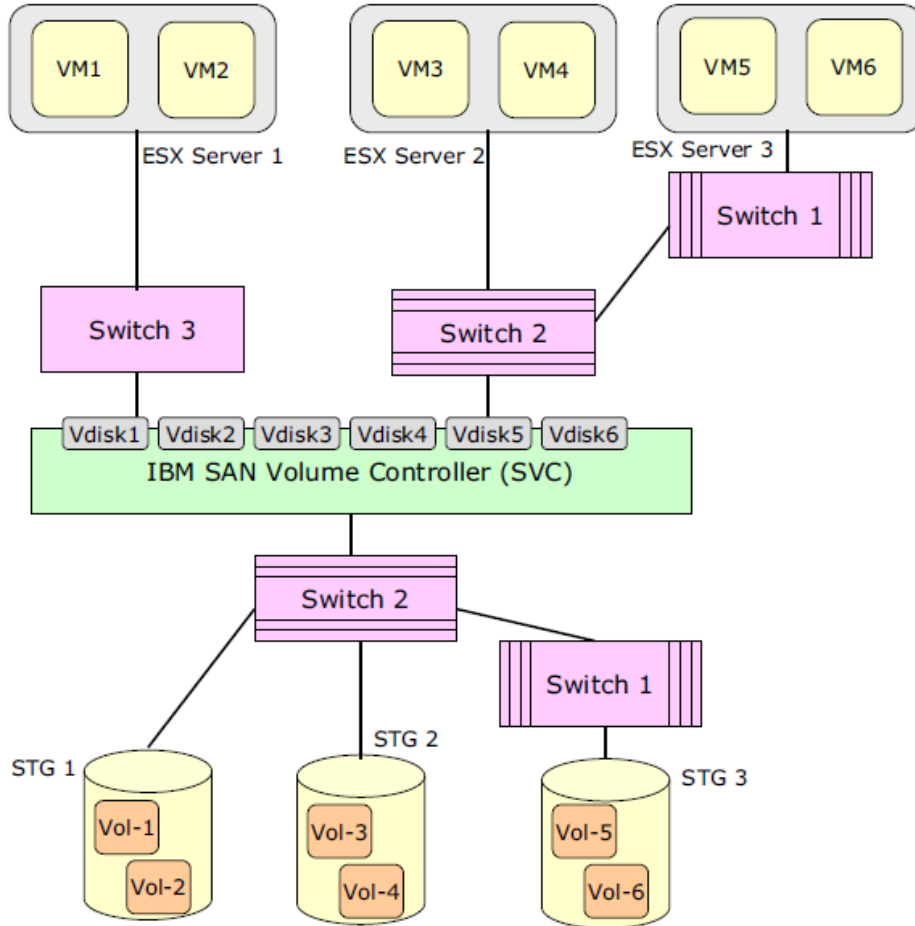 VM1
VM2
VM3
VM4
VM5
VM6
ESX Server 1
ESX Server 2
ESX Server 3
Switch 1
Switch 3
Switch 2
Vdisk1
Vdisk2
Vdisk3
Vdisk4
Vdisk5
Vdisk6
IBM SAN Volume Controller (SVC)
Switch 2
Switch 1
STG 1
STG 2
STG 3
Vol-1
Vol-2
Vol-3
Vol-4
Vol-5
Vol-6